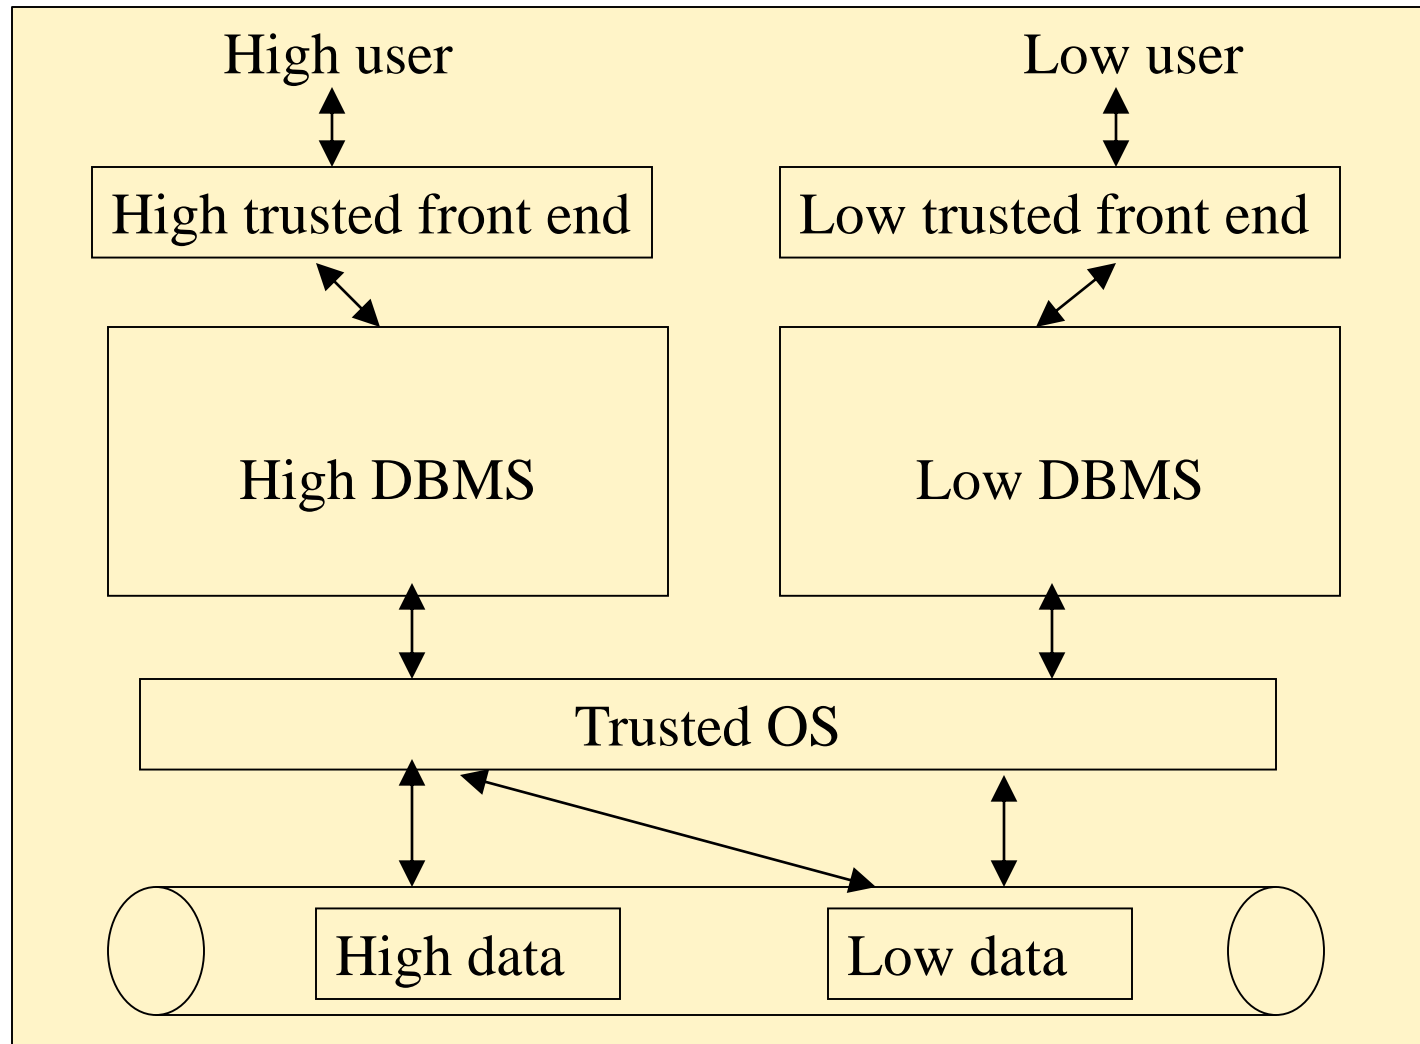 High user
Low user
High trusted front end
Low trusted front end
High DBMS
Low DBMS
Trusted OS
High data
Low data